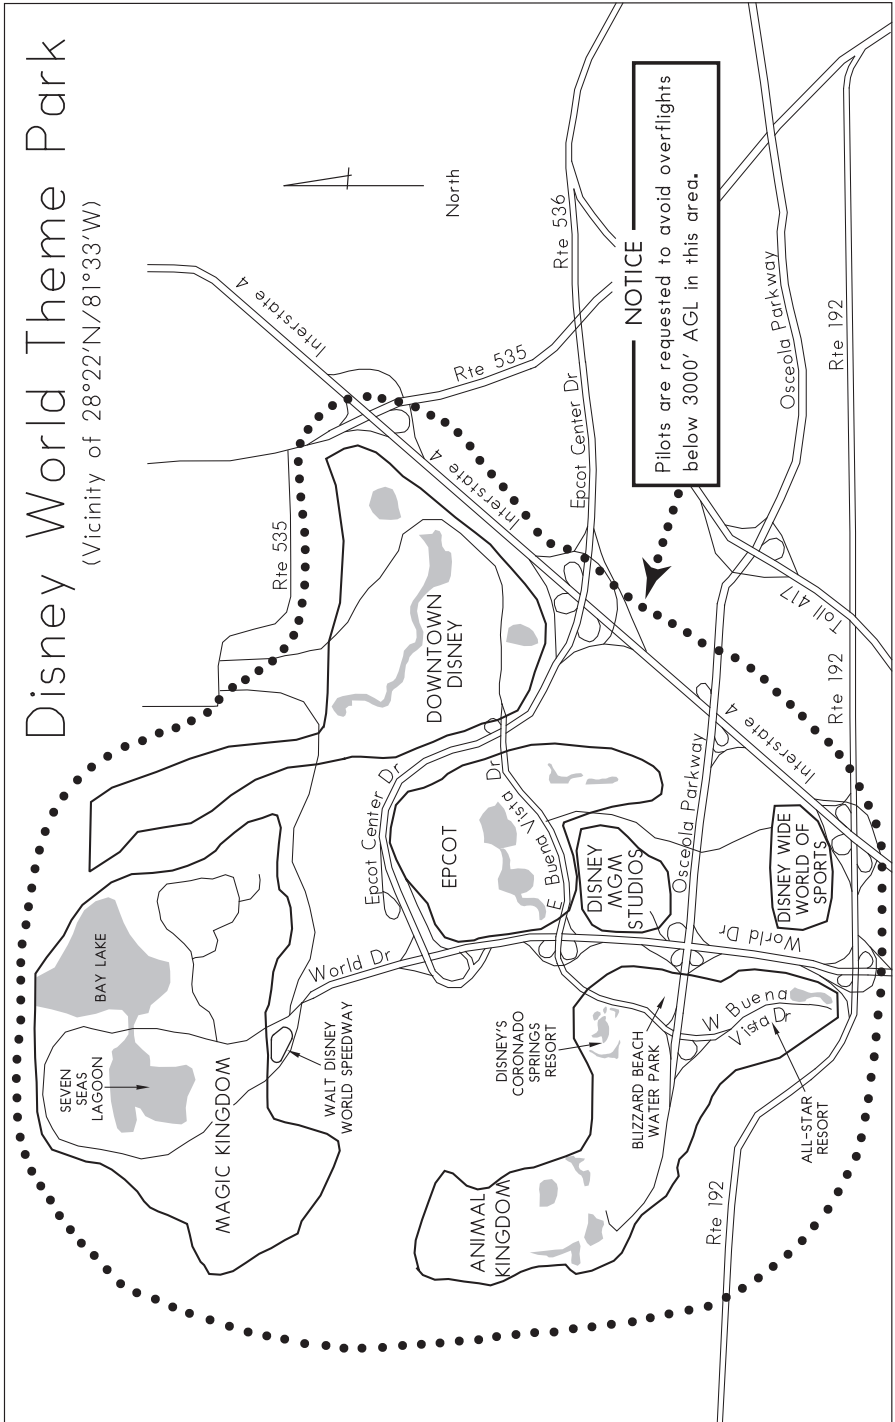 Disney World Theme Park
(Vicinity of 28°22'N/81°33'W)
North
Interstate 4
Rte 535
Rte 535
Rte 536
Epcot Center Dr
Interstate 4
NOTICE
Pilots are requested to avoid overflights
below 3000' AGL in this area.
Osceola Parkway
Rte 192
Toll 417
Rte 192
Interstate 4
Osceola Parkway
DOWNTOWN
DISNEY
Epcot Center Dr
EPCOT
E Buena Vista Dr
DISNEY
MGM
STUDIOS
DISNEY WIDE
WORLD OF
SPORTS
World Dr
World Dr
BAY LAKE
SEVEN
SEAS
LAGOON
MAGIC KINGDOM
WALT DISNEY
WORLD SPEEDWAY
DISNEY'S
CORONADO
SPRINGS
RESORT
BLIZZARD BEACH
WATER PARK
W Buena
Vista Dr
ALL-STAR
RESORT
ANIMAL
KINGDOM
Rte 192